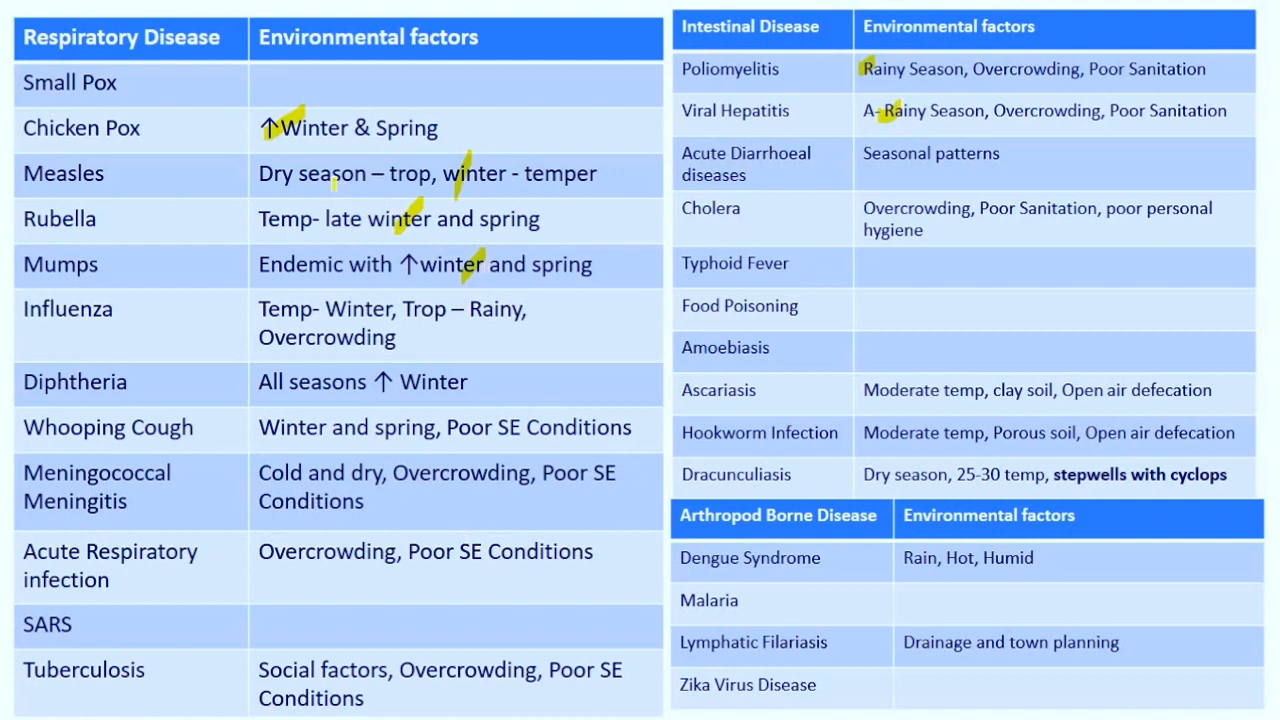 Respiratory Disease Environmental factors
Small Pox
Chicken Pox ↑Winter & Spring
Measles Dry season – trop, winter - temper
Rubella Temp- late winter and spring
Mumps Endemic with ↑winter and spring
Influenza Temp- Winter, Trop – Rainy,
Overcrowding
Diphtheria All seasons ↑ Winter
Whooping Cough Winter and spring, Poor SE Conditions
Meningococcal Cold and dry, Overcrowding, Poor SE
Meningitis Conditions
Acute Respiratory Overcrowding, Poor SE Conditions
infection
SARS
Tuberculosis Social factors, Overcrowding, Poor SE
Conditions
Intestinal Disease Environmental factors
Poliomyelitis Rainy Season, Overcrowding, Poor Sanitation
Viral Hepatitis A- Rainy Season, Overcrowding, Poor Sanitation
Acute Diarrhoeal Seasonal patterns
diseases
Cholera Overcrowding, Poor Sanitation, poor personal
hygiene
Typhoid Fever
Food Poisoning
Amoebiasis
Ascariasis Moderate temp, clay soil, Open air defecation
Hookworm Infection Moderate temp, Porous soil, Open air defecation
Dracunculiasis Dry season, 25-30 temp, stepwells with cyclops
Arthropod Borne Disease Environmental factors
Dengue Syndrome Rain, Hot, Humid
Malaria
Lymphatic Filariasis Drainage and town planning
Zika Virus Disease